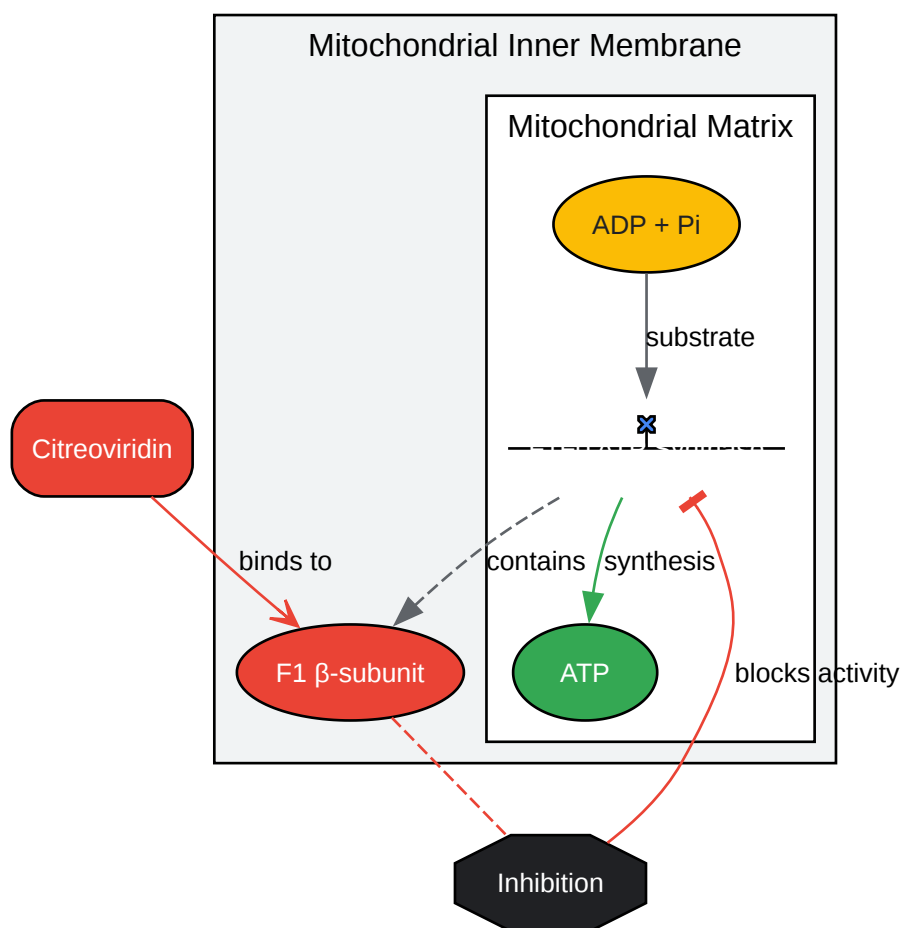 Mitochondrial Inner Membrane
Mitochondrial Matrix
ADP + Pi
substrate
Citreoviridin
binds to
contains
synthesis
F1 β-subunit
ATP
blocks activity
Inhibition